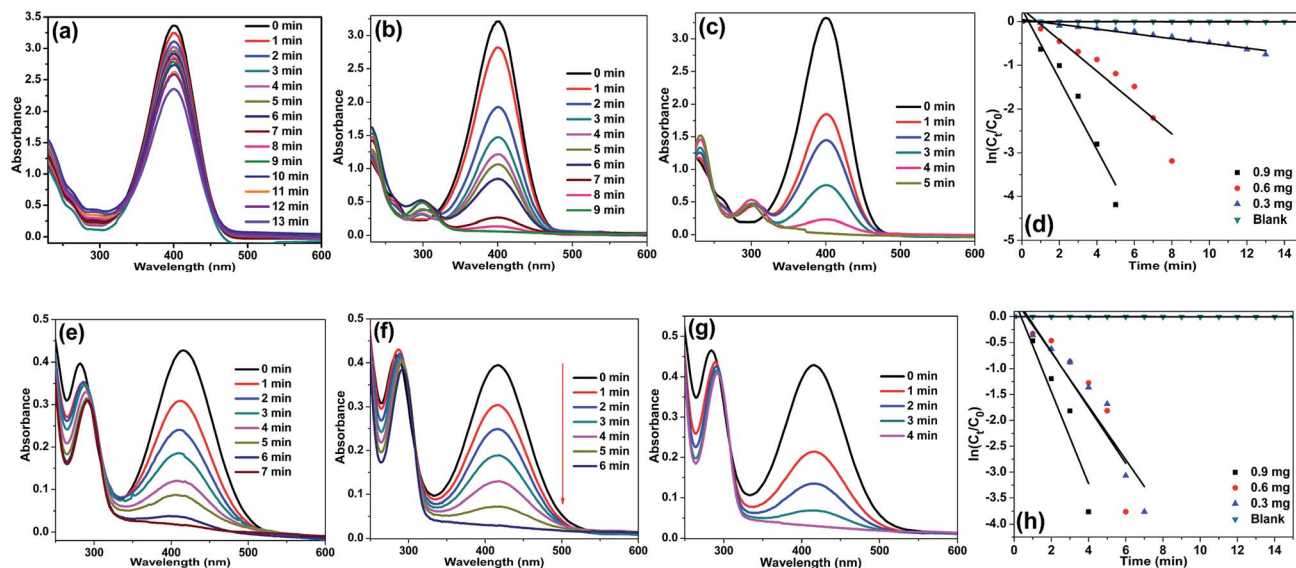 (a)
3.5
3.0
2.5
2.0
1.5
1.0
0.5
0.0
Absorbance
300 400 500 600
Wavelength (nm)
0 min
1 min
2 min
3 min
4 min
5 min
6 min
7 min
8 min
9 min
10 min
11 min
12 min
13 min
(b)
3.0
2.5
2.0
1.5
1.0
0.5
0.0
Absorbance
300 400 500 600
Wavelength (nm)
0 min
1 min
2 min
3 min
4 min
5 min
6 min
7 min
8 min
9 min
(c)
3.0
2.5
2.0
1.5
1.0
0.5
0.0
Absorbance
300 400 500 600
Wavelength (nm)
0 min
1 min
2 min
3 min
4 min
5 min
(d)
0
-1
-2
-3
-4
-5
ln(Ct/C0)
0 2 4 6 8 10 12 14
Time (min)
0.9 mg
0.6 mg
0.3 mg
Blank
(e)
0.5
0.4
0.3
0.2
0.1
0.0
Absorbance
300 400 500 600
Wavelength (nm)
0 min
1 min
2 min
3 min
4 min
5 min
6 min
7 min
(f)
0.5
0.4
0.3
0.2
0.1
0.0
Absorbance
300 400 500 600
Wavelength (nm)
0 min
1 min
2 min
3 min
4 min
5 min
6 min
(g)
0.5
0.4
0.3
0.2
0.1
0.0
Absorbance
300 400 500 600
Wavelength (nm)
0 min
1 min
2 min
3 min
4 min
(h)
0.0
-0.5
-1.0
-1.5
-2.0
-2.5
-3.0
-3.5
-4.0
ln(Ct/C0)
0 2 4 6 8 10 12 14
Time (min)
0.9 mg
0.6 mg
0.3 mg
Blank